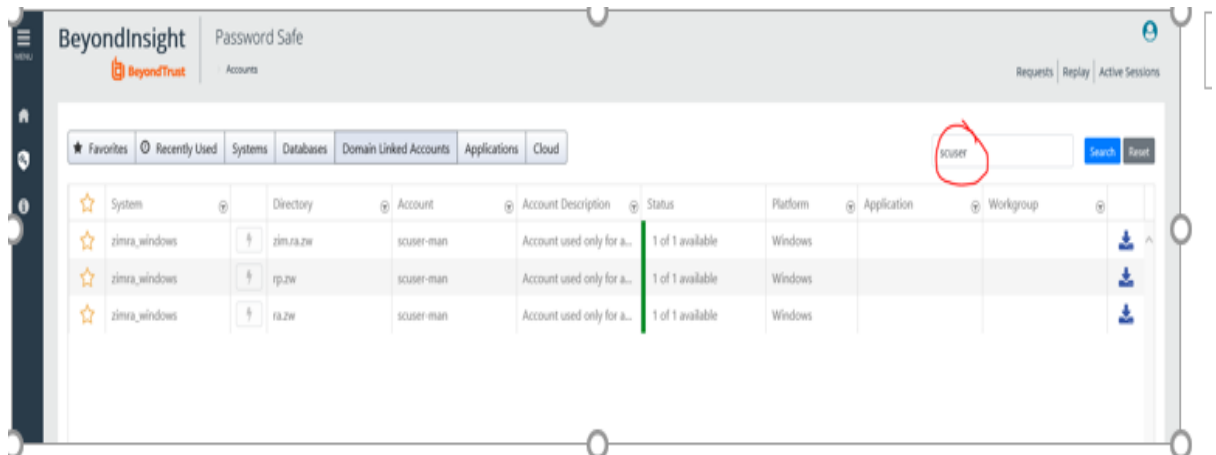 BeyondInsight Password Safe
MENU
BeyondTrust Accounts
Requests Replay Active Sessions
Favorites Recently Used Systems Databases Domain Linked Accounts Applications Cloud scuser Search Reset
System Directory Account Account Description Status Platform Application Workgroup
zimra_windows zim.ra.zw scuser-man Account used only for a... 1 of 1 available Windows
zimra_windows rp.zw scuser-man Account used only for a... 1 of 1 available Windows
zimra_windows ra.zw scuser-man Account used only for a... 1 of 1 available Windows